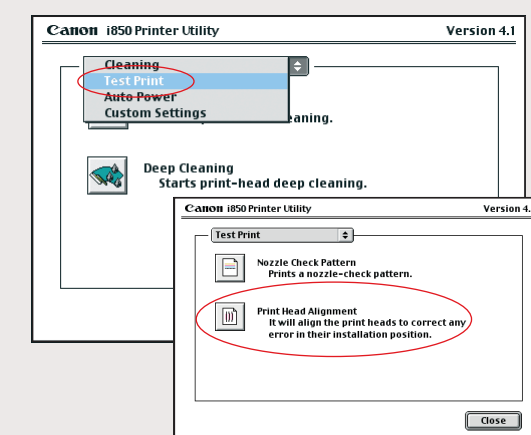 Canon i850 Printer Utility Version 4.1
Cleaning
Test Print
Auto Power
Custom Settings
eaning.
Deep Cleaning
Starts print-head deep cleaning.
Canon i850 Printer Utility Version 4.
Test Print
Nozzle Check Pattern
Prints a nozzle-check pattern.
Print Head Alignment
It will align the print heads to correct any
error in their installation position.
Close